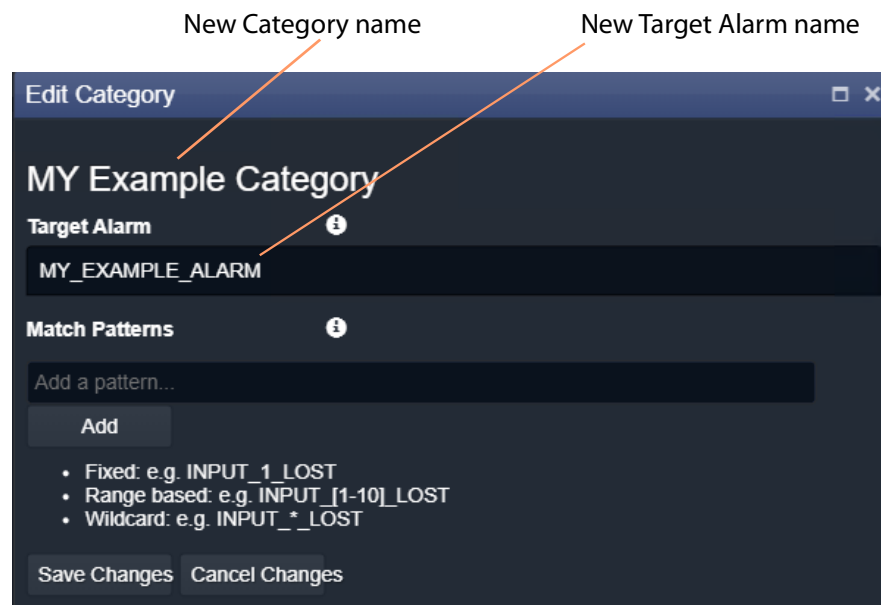 New Category name New Target Alarm name
Edit Category
MY Example Category
Target Alarm
MY_EXAMPLE_ALARM
Match Patterns
Add a pattern...
Add
• Fixed: e.g. INPUT_1_LOST
• Range based: e.g. INPUT_[1-10]_LOST
• Wildcard: e.g. INPUT_*_LOST
Save Changes Cancel Changes